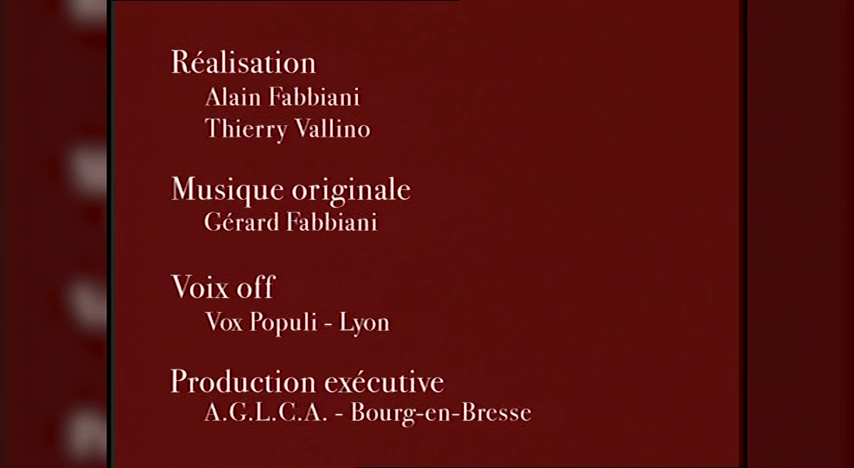 Réalisation
Alain Fabbiani
Thierry Vallino
Musique originale
Gérard Fabbiani
Voix off
Vox Populi - Lyon
Production exécutive
A.G.L.C.A. - Bourg-en-Bresse